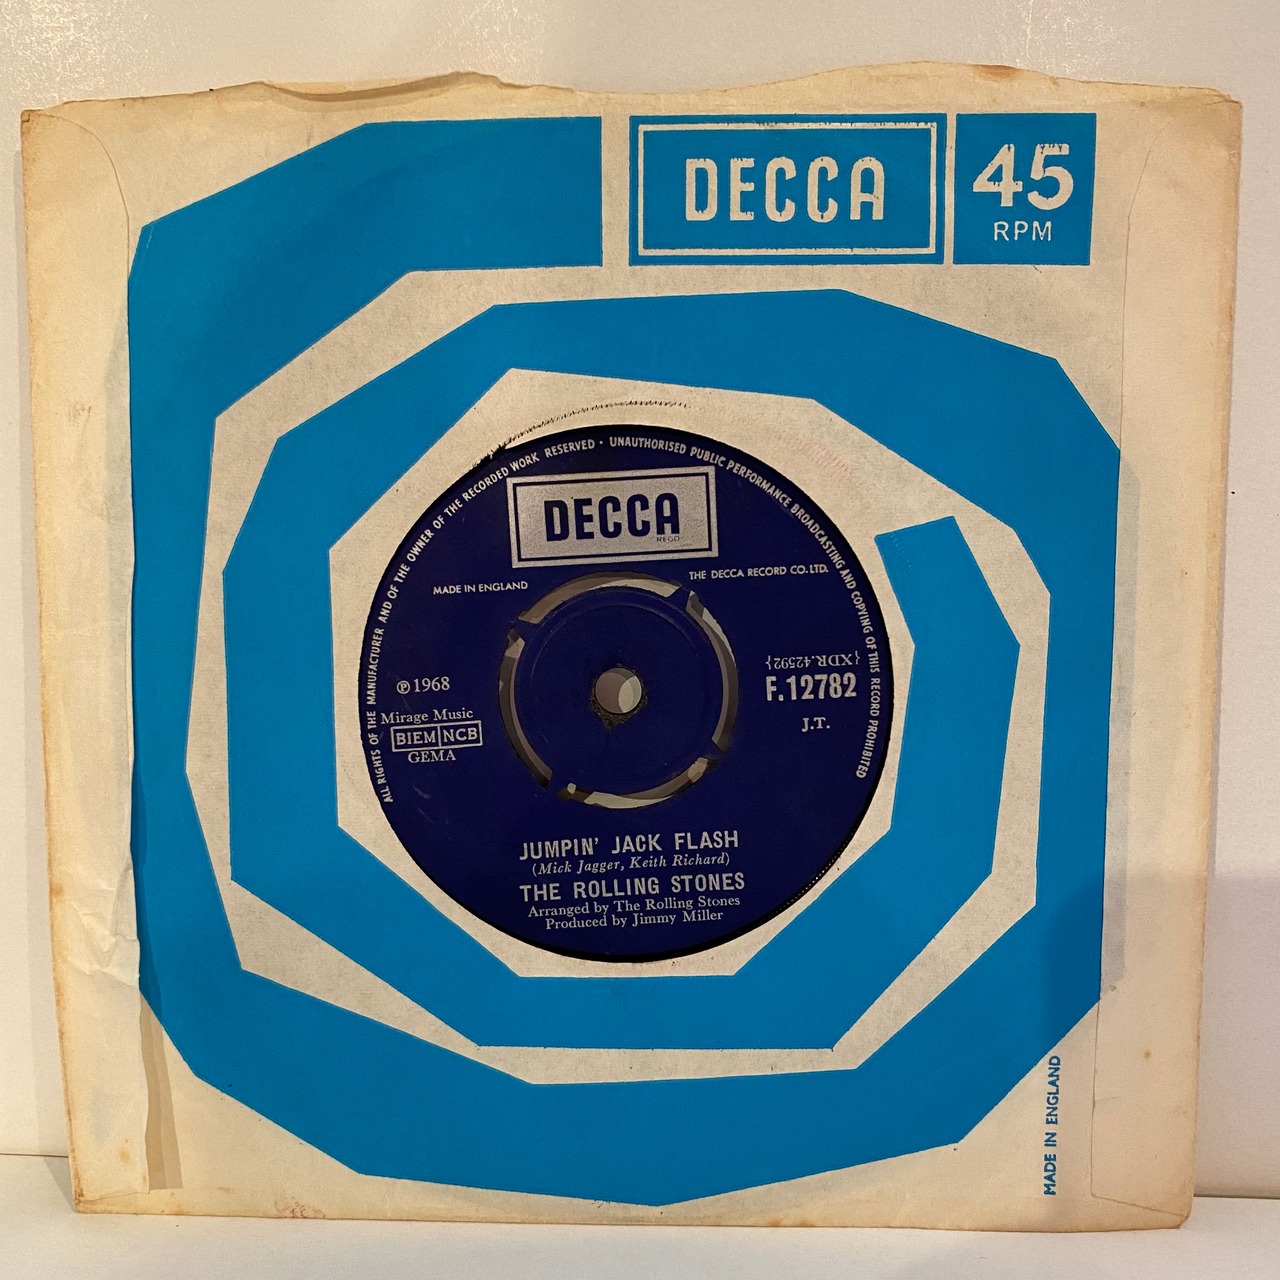 DECCA
45
RPM
ALL RIGHTS OF THE MANUFACTURER AND OF THE OWNER OF THE RECORDED WORK RESERVED · UNAUTHORISED PUBLIC PERFORMANCE BROADCASTING AND COPYING OF THIS RECORD PROHIBITED
DECCA
REGD
MADE IN ENGLAND
THE DECCA RECORD CO. LTD.
{XDR.42592}
℗ 1968
F.12782
Mirage Music
J.T.
BIEM NCB
GEMA
JUMPIN' JACK FLASH
(Mick Jagger, Keith Richard)
THE ROLLING STONES
Arranged by The Rolling Stones
Produced by Jimmy Miller
MADE IN ENGLAND